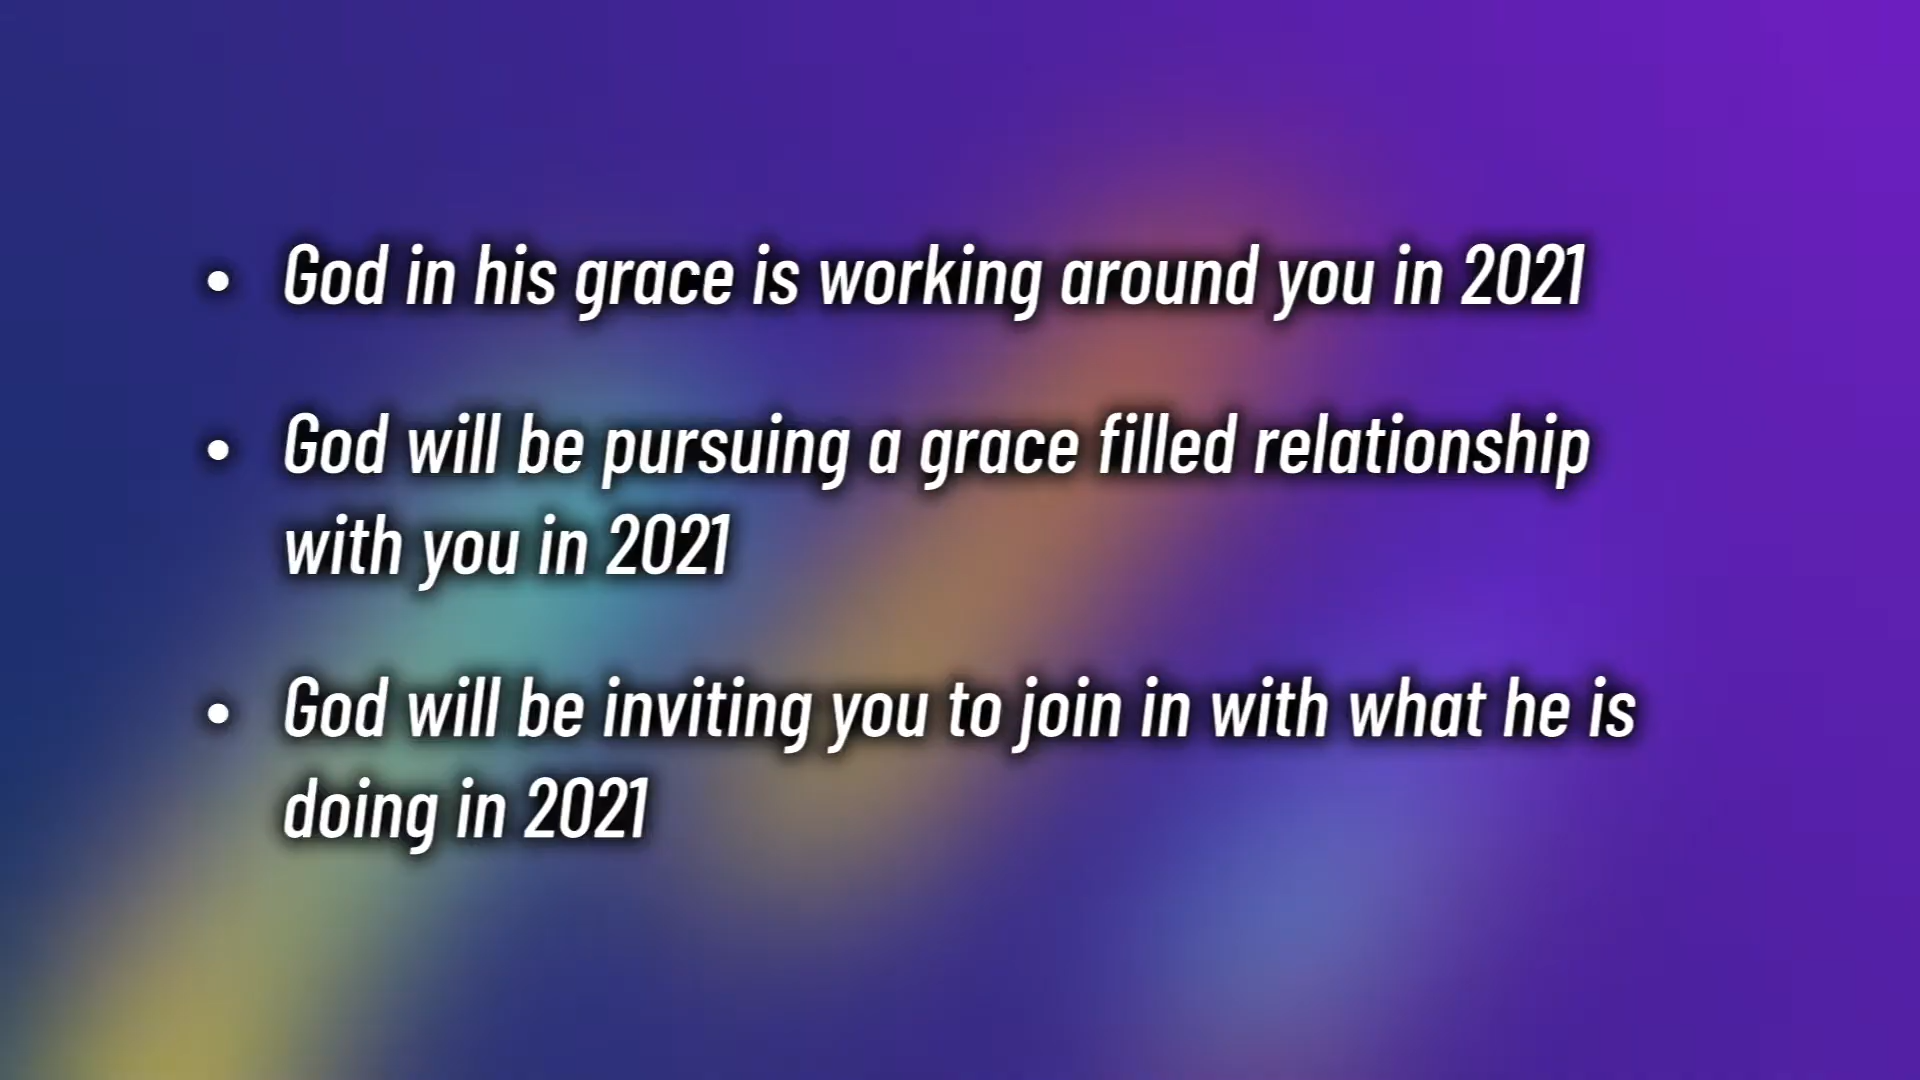 • God in his grace is working around you in 2021
• God will be pursuing a grace filled relationship
with you in 2021
• God will be inviting you to join in with what he is
doing in 2021